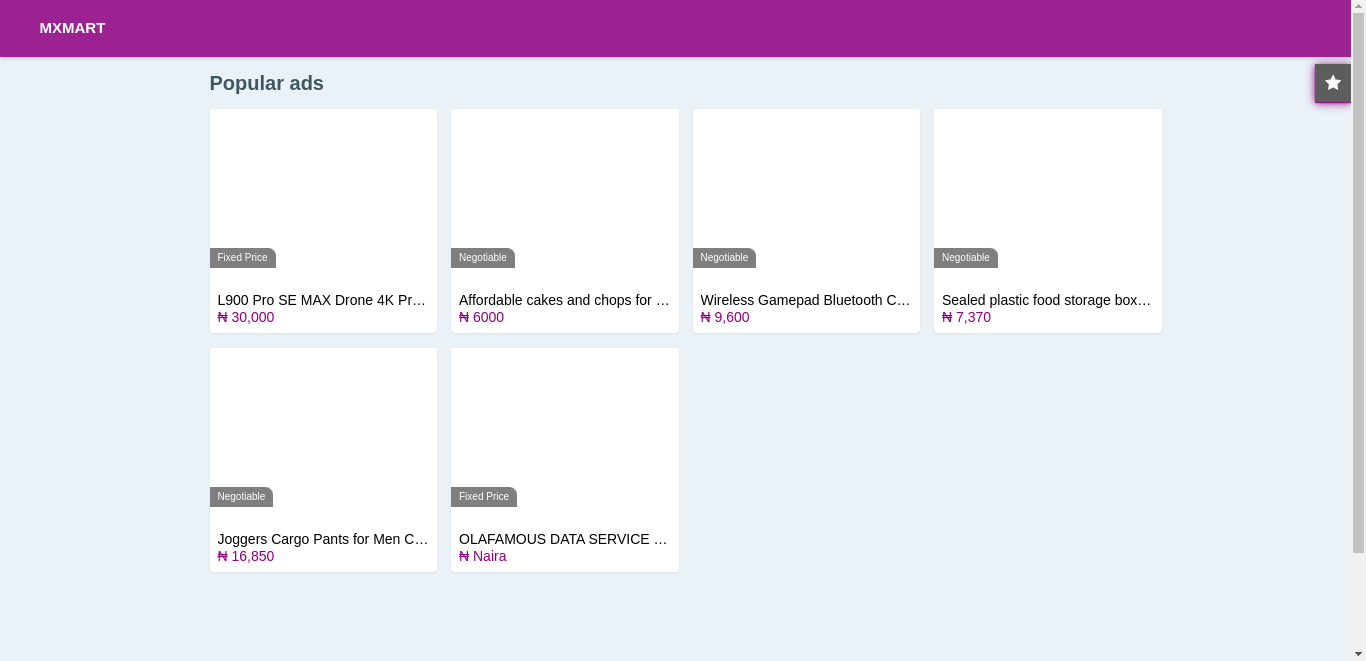 MXMART
Popular ads
Fixed Price
L900 Pro SE MAX Drone 4K Pr…
₦ 30,000
Negotiable
Affordable cakes and chops for …
₦ 6000
Negotiable
Wireless Gamepad Bluetooth C…
₦ 9,600
Negotiable
Sealed plastic food storage box…
₦ 7,370
Negotiable
Joggers Cargo Pants for Men C…
₦ 16,850
Fixed Price
OLAFAMOUS DATA SERVICE …
₦ Naira